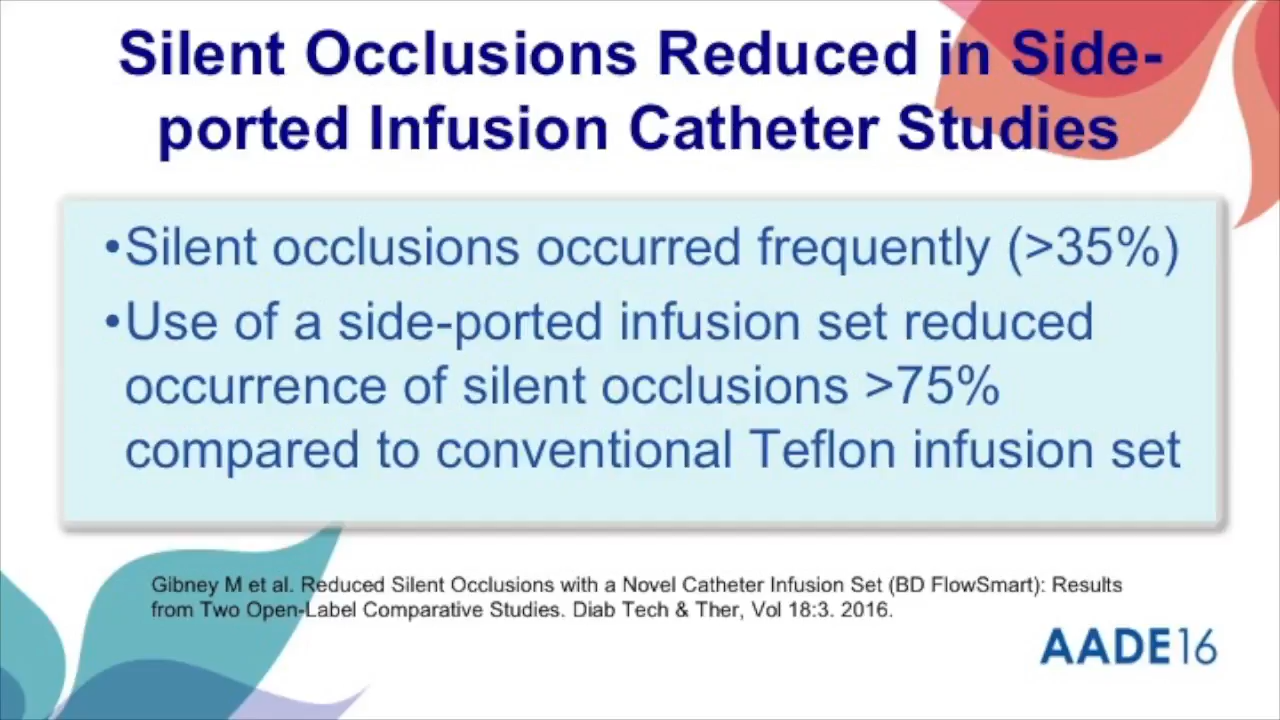 Silent Occlusions Reduced in Side-
ported Infusion Catheter Studies
•Silent occlusions occurred frequently (>35%)
•Use of a side-ported infusion set reduced
occurrence of silent occlusions >75%
compared to conventional Teflon infusion set
Gibney M et al. Reduced Silent Occlusions with a Novel Catheter Infusion Set (BD FlowSmart): Results
from Two Open-Label Comparative Studies. Diab Tech & Ther, Vol 18:3. 2016.
AADE16